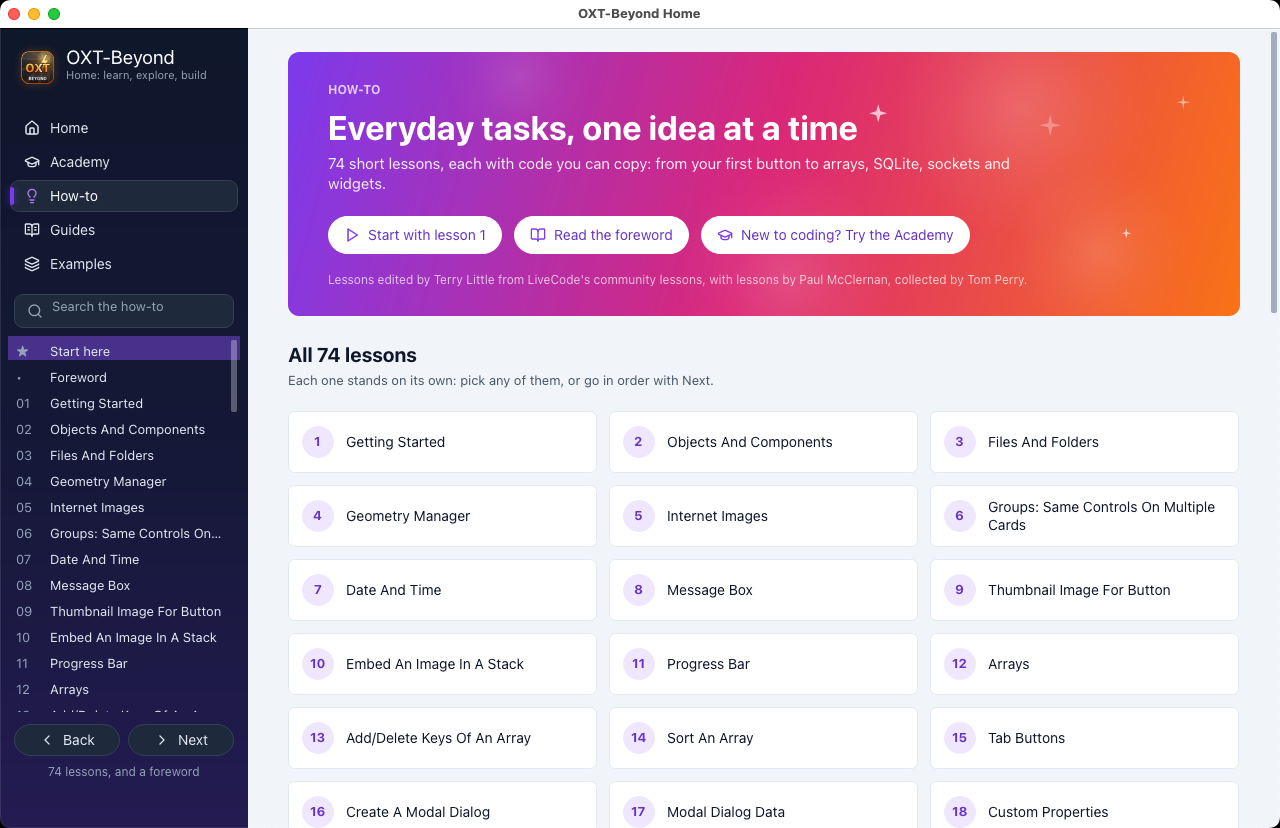 OXT-Beyond Home
OXT
BEYOND
OXT-Beyond
Home: learn, explore, build
Home
Academy
How-to
Guides
Examples
Search the how-to
Start here
Foreword
01 Getting Started
02 Objects And Components
03 Files And Folders
04 Geometry Manager
05 Internet Images
06 Groups: Same Controls On...
07 Date And Time
08 Message Box
09 Thumbnail Image For Button
10 Embed An Image In A Stack
11 Progress Bar
12 Arrays
Back
Next
74 lessons, and a foreword
HOW-TO
Everyday tasks, one idea at a time
74 short lessons, each with code you can copy: from your first button to arrays, SQLite, sockets and
widgets.
Start with lesson 1
Read the foreword
New to coding? Try the Academy
Lessons edited by Terry Little from LiveCode's community lessons, with lessons by Paul McClernan, collected by Tom Perry.
All 74 lessons
Each one stands on its own: pick any of them, or go in order with Next.
1 Getting Started
2 Objects And Components
3 Files And Folders
4 Geometry Manager
5 Internet Images
6 Groups: Same Controls On Multiple
Cards
7 Date And Time
8 Message Box
9 Thumbnail Image For Button
10 Embed An Image In A Stack
11 Progress Bar
12 Arrays
13 Add/Delete Keys Of An Array
14 Sort An Array
15 Tab Buttons
16 Create A Modal Dialog
17 Modal Dialog Data
18 Custom Properties